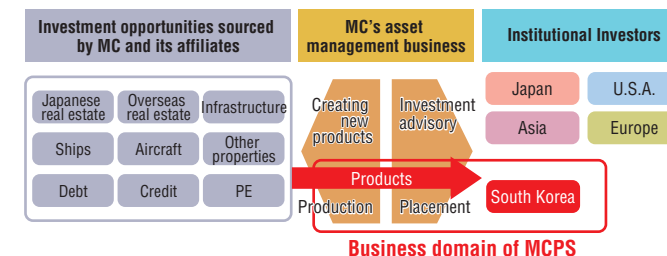 Investment opportunities sourced
by MC and its affiliates
MC's asset
management business
Institutional Investors
Japanese
real estate
Overseas
real estate
Infrastructure
Ships
Aircraft
Other
properties
Debt
Credit
PE
Creating
new
products
Investment
advisory
Products
Production
Placement
Japan
U.S.A.
Asia
Europe
South Korea
Business domain of MCPS